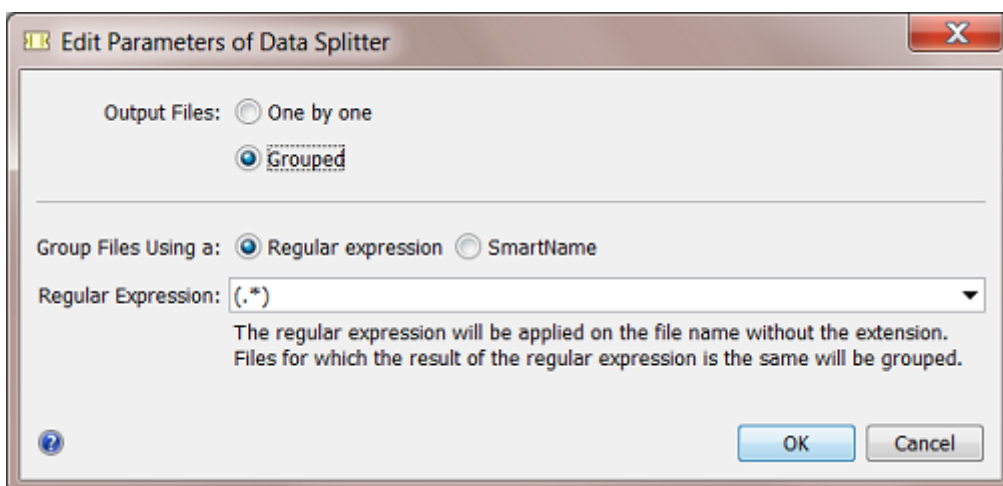 Edit Parameters of Data Splitter
Output Files: One by one
Grouped
Group Files Using a: Regular expression SmartName
Regular Expression: (.*)
The regular expression will be applied on the file name without the extension.
Files for which the result of the regular expression is the same will be grouped.
OK Cancel